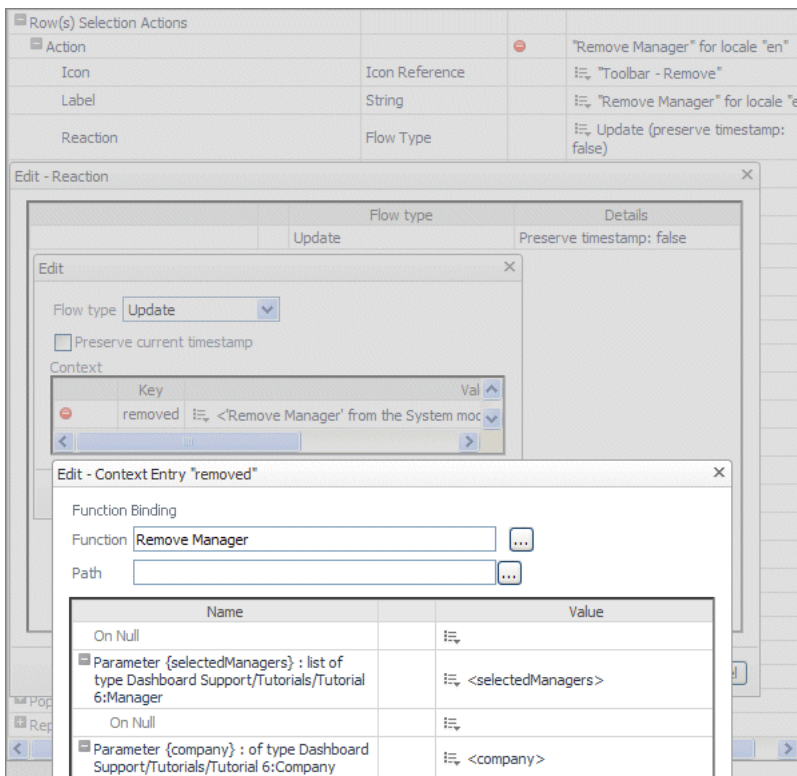 Row(s) Selection Actions
Action "Remove Manager" for locale "en"
Icon Icon Reference "Toolbar - Remove"
Label String "Remove Manager" for locale "e
Reaction Flow Type Update (preserve timestamp:
false)
Edit - Reaction
Flow type Details
Update Preserve timestamp: false
Edit
Flow type Update
Preserve current timestamp
Context
Key Val
removed <'Remove Manager' from the System mod
Edit - Context Entry "removed"
Function Binding
Function Remove Manager ...
Path ...
Name Value
On Null
Parameter {selectedManagers} : list of
type Dashboard Support/Tutorials/Tutorial
6:Manager
<selectedManagers>
On Null
Parameter {company} : of type Dashboard
Support/Tutorials/Tutorial 6:Company
<company>
Pop
Rep